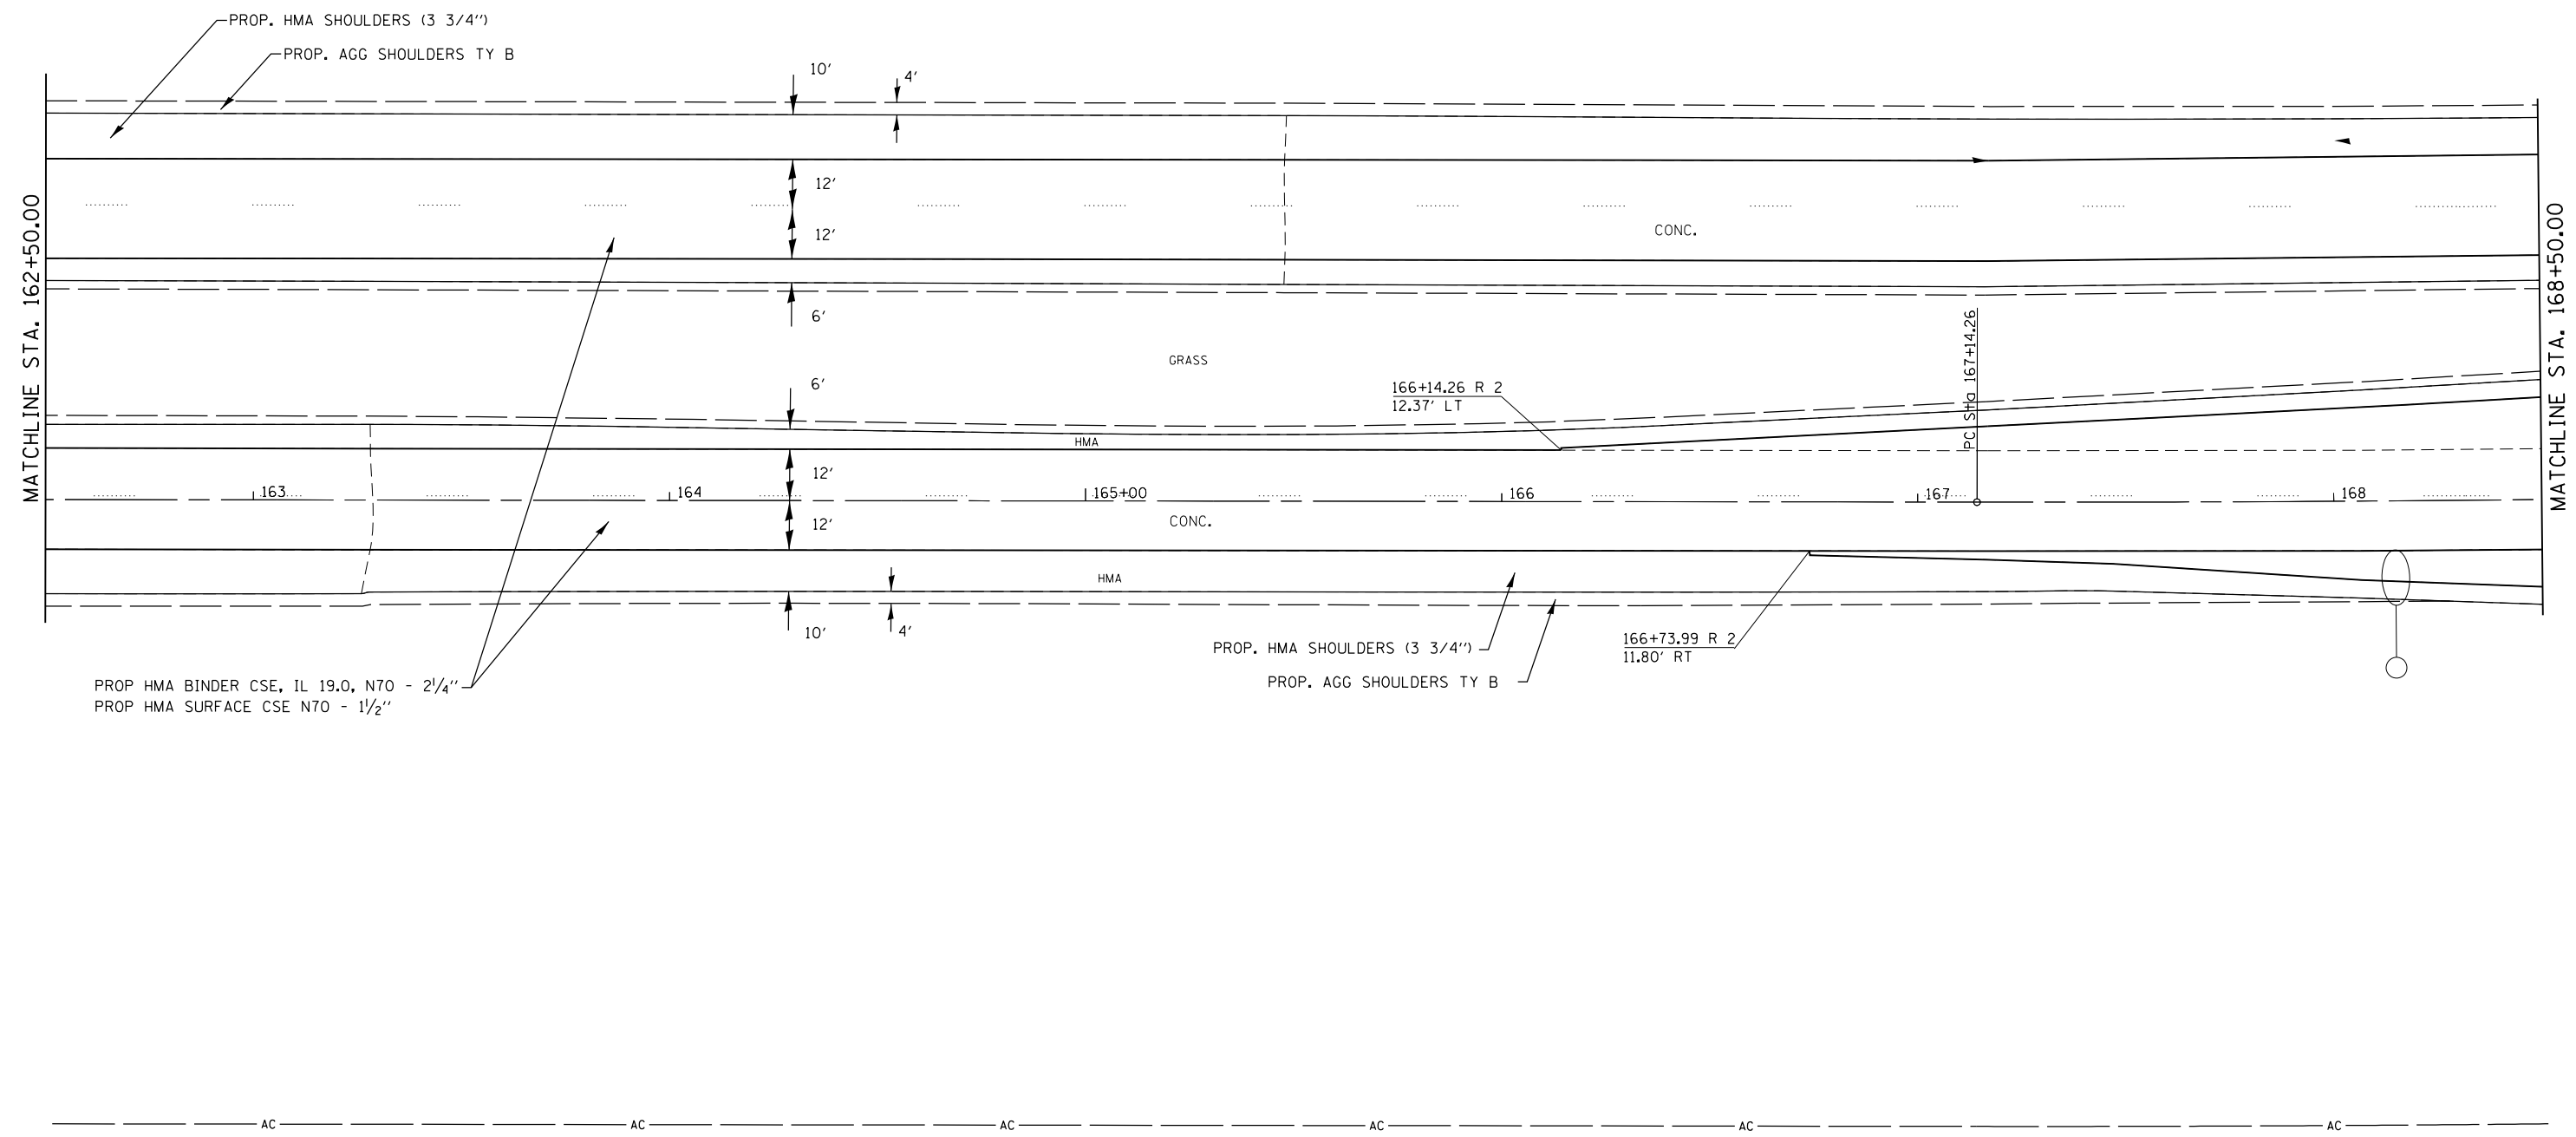 PROP. HMA SHOULDERS (3 3/4")
PROP. AGG SHOULDERS TY B
10'
4'
12'
12'
CONC.
MATCHLINE STA. 162+50.00
MATCHLINE STA. 168+50.00
6'
PC Sta 167+14.26
GRASS
6'
166+14.26 R 2
12.37' LT
HMA
12'
163
164
165+00
166
167
168
12'
CONC.
HMA
10'
4'
166+73.99 R 2
11.80' RT
PROP. HMA SHOULDERS (3 3/4")
PROP. AGG SHOULDERS TY B
PROP HMA BINDER CSE, IL 19.0, N70 - 2 1/4"
PROP HMA SURFACE CSE N70 - 1 1/2"
AC AC AC AC AC AC